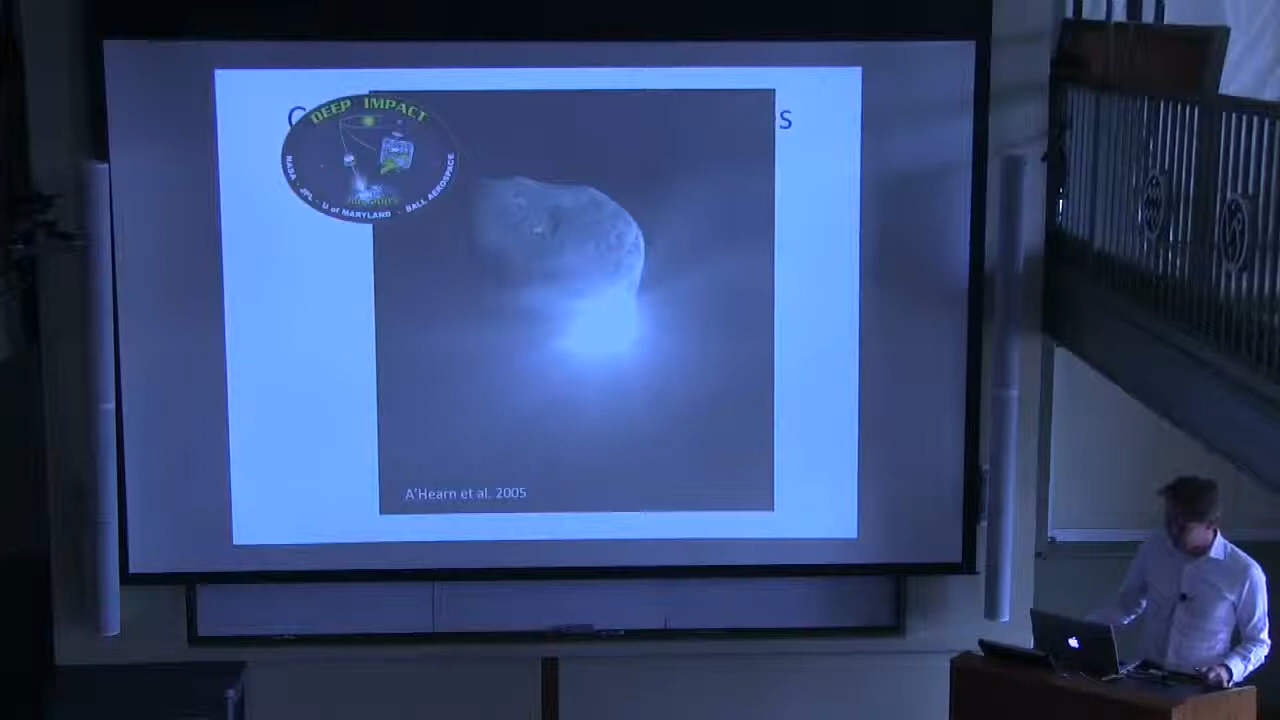 C
s
DEEP IMPACT
NASA - JPL - U of MARYLAND - BALL AEROSPACE
A'Hearn et al. 2005